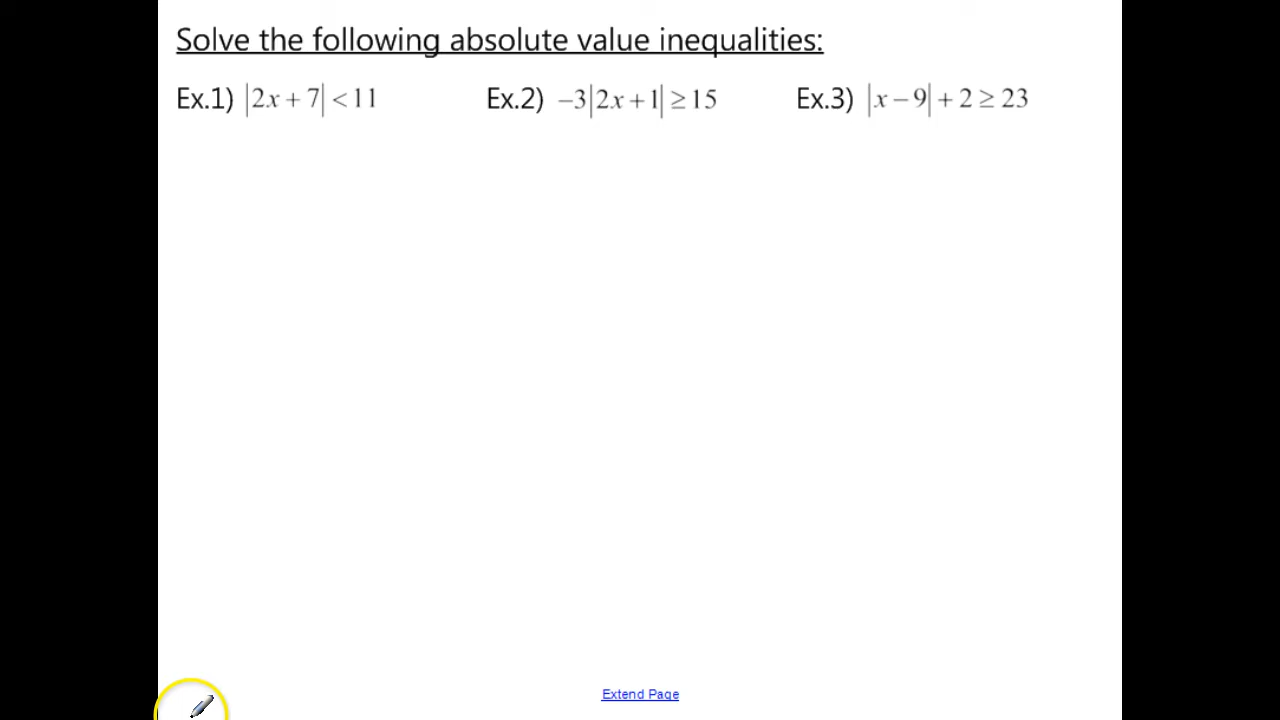 Solve the following absolute value inequalities:
Ex.1) |2x + 7| < 11 Ex.2) −3|2x + 1| ≥ 15 Ex.3) |x − 9| + 2 ≥ 23
Extend Page